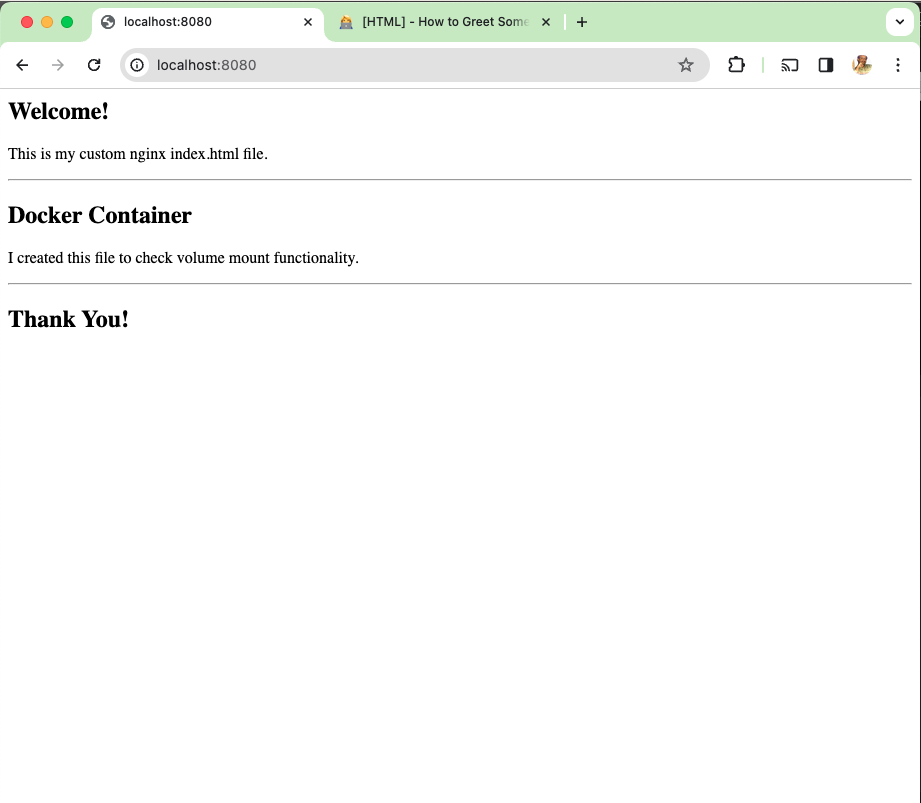 localhost:8080
[HTML] - How to Greet Some
localhost:8080
Welcome!
This is my custom nginx index.html file.
Docker Container
I created this file to check volume mount functionality.
Thank You!